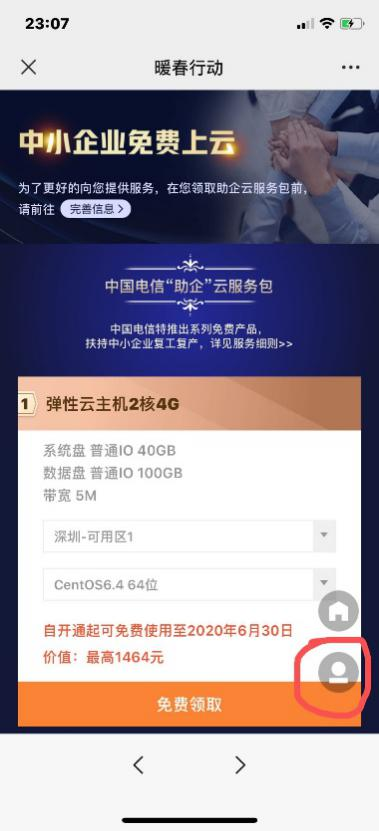 23:07
暖春行动
中小企业免费上云
为了更好的向您提供服务，在您领取助企云服务包前，
请前往 完善信息 >
中国电信“助企”云服务包
中国电信特推出系列免费产品，
扶持中小企业复工复产，详见服务细则>>
1 弹性云主机2核4G
系统盘 普通IO 40GB
数据盘 普通IO 100GB
带宽 5M
深圳-可用区1
CentOS6.4 64位
自开通起可免费使用至2020年6月30日
价值：最高1464元
免费领取